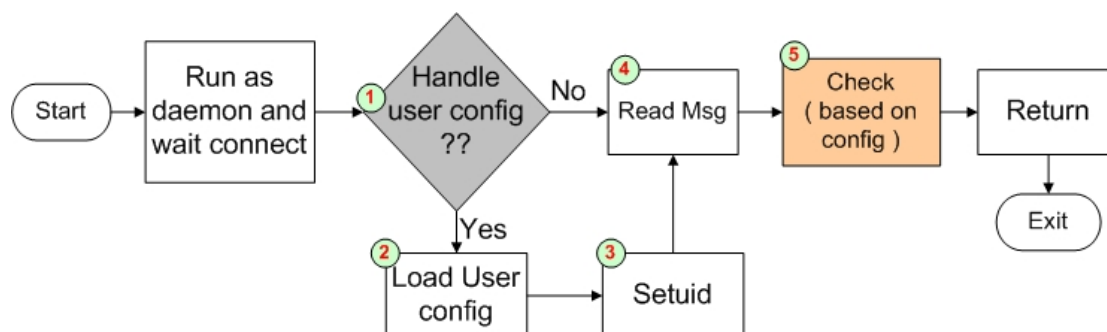 Start
Run as
daemon and
wait connect
1
Handle
user config
??
No
Yes
2
Load User
config
3
Setuid
4
Read Msg
5
Check
( based on
config )
Return
Exit